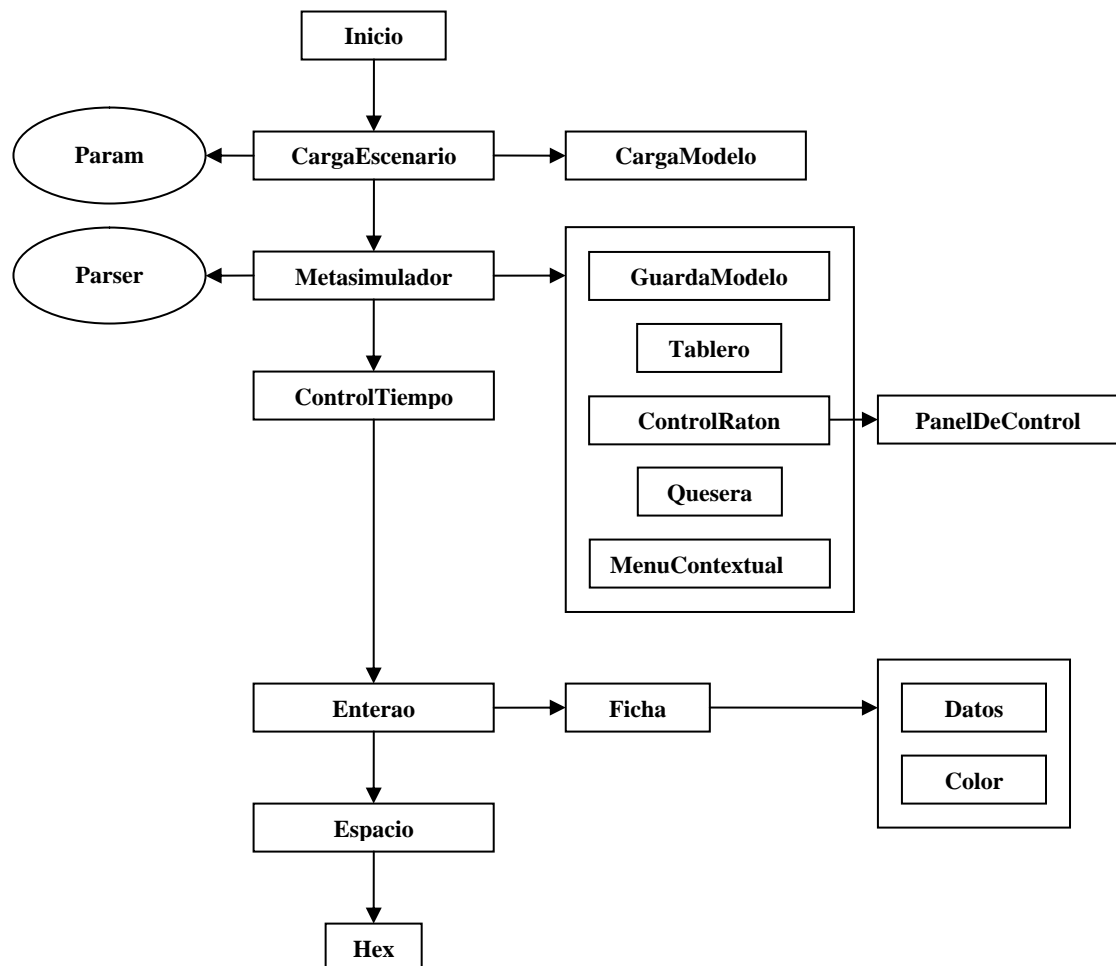 Inicio
Param
CargaEscenario
CargaModelo
Parser
Metasimulador
GuardaModelo
Tablero
ControlTiempo
ControlRaton
PanelDeControl
Quesera
MenuContextual
Enterao
Ficha
Datos
Color
Espacio
Hex